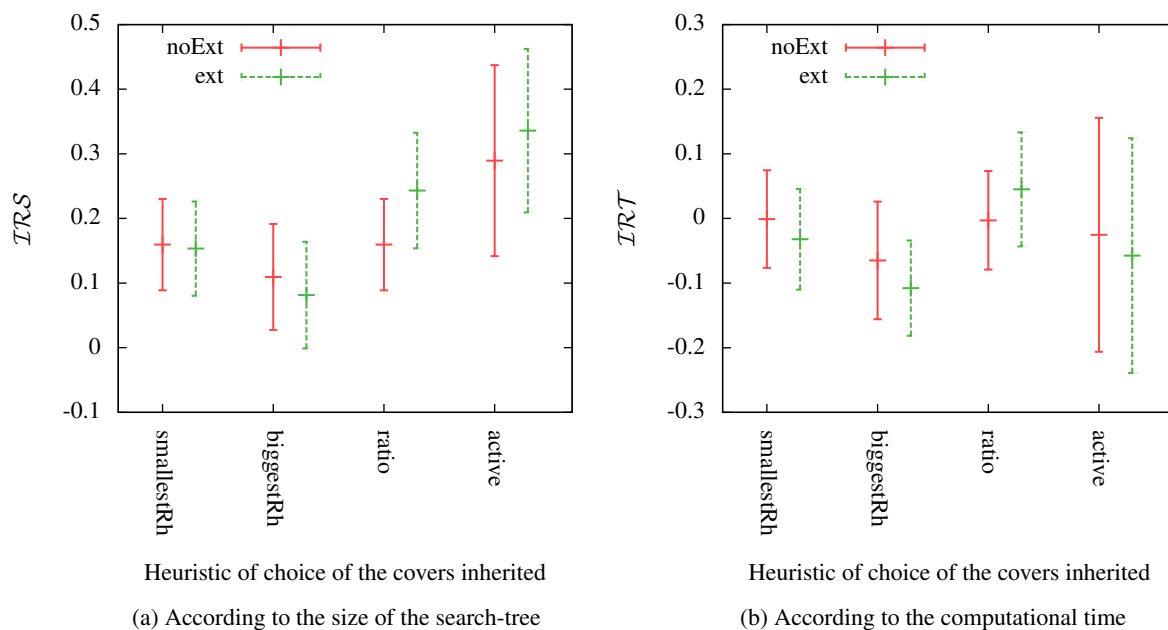 0.5
0.4
0.3
0.2
0.1
0
-0.1
IRS
noExt
ext
smallestRh
biggestRh
ratio
active
Heuristic of choice of the covers inherited
(a) According to the size of the search-tree
0.3
0.2
0.1
0
-0.1
-0.2
-0.3
IRT
noExt
ext
smallestRh
biggestRh
ratio
active
Heuristic of choice of the covers inherited
(b) According to the computational time